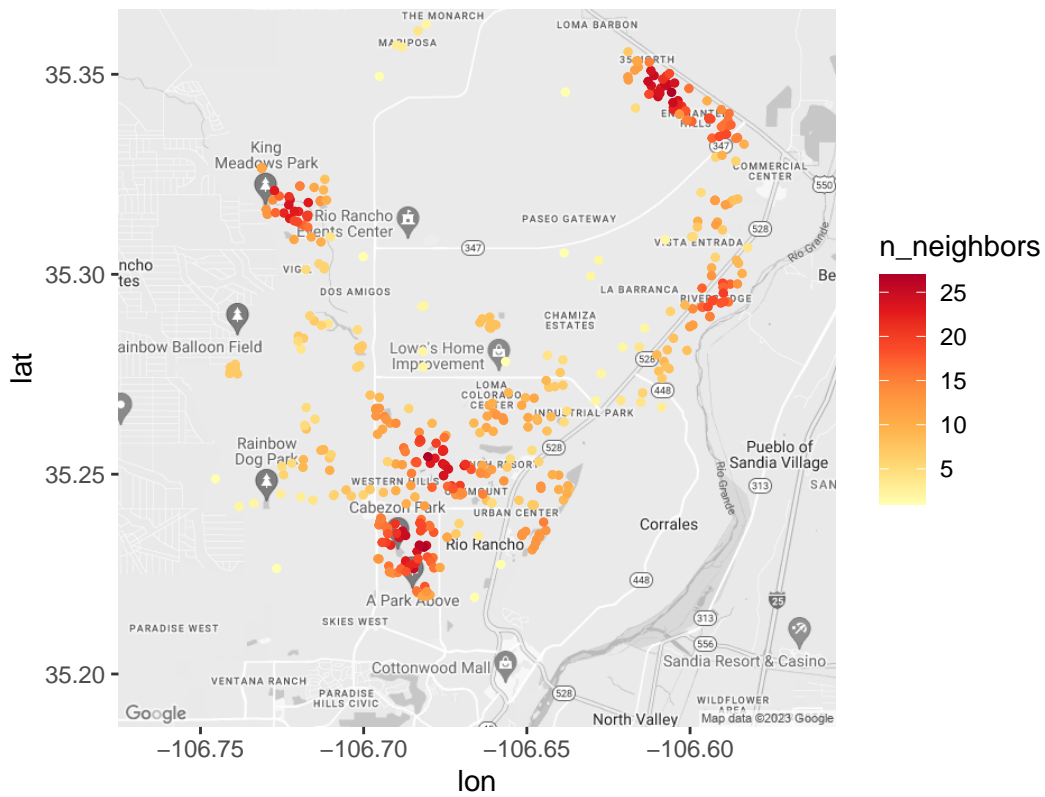 THE MONARCH
MARIPOSA
LOMA BARBON
35.35
King
Meadows Park
347
COMMERCIAL
CENTER
550
Rio Rancho
Events Center
PASEO GATEWAY
528
347
VISTA ENTRADA
Rio Grande
35.30
ncho
tes
Be
DOS AMIGOS
LA BARRANCA
CHAMIZA
ESTATES
ainbow Balloon Field
Lowe's Home
Improvement
528
LOMA
COLORADO
CENTER
448
INDUSTRIAL PARK
Rainbow
Dog Park
528
Pueblo of
Sandia Village
35.25
WESTERN HILLS
Rio Grande
313
SAN
Cabezon Park
URBAN CENTER
Corrales
Rio Rancho
448
A Park Above
25
PARADISE WEST
SKIES WEST
313
556
Cottonwood Mall
Sandia Resort & Casino
35.20
VENTANA RANCH
PARADISE
HILLS CIVIC
528
WILDFLOWER
AREA
Google
North Valley
Map data ©2023 Google
−106.75
−106.70
−106.65
−106.60
lon
lat
n_neighbors
25
20
15
10
5